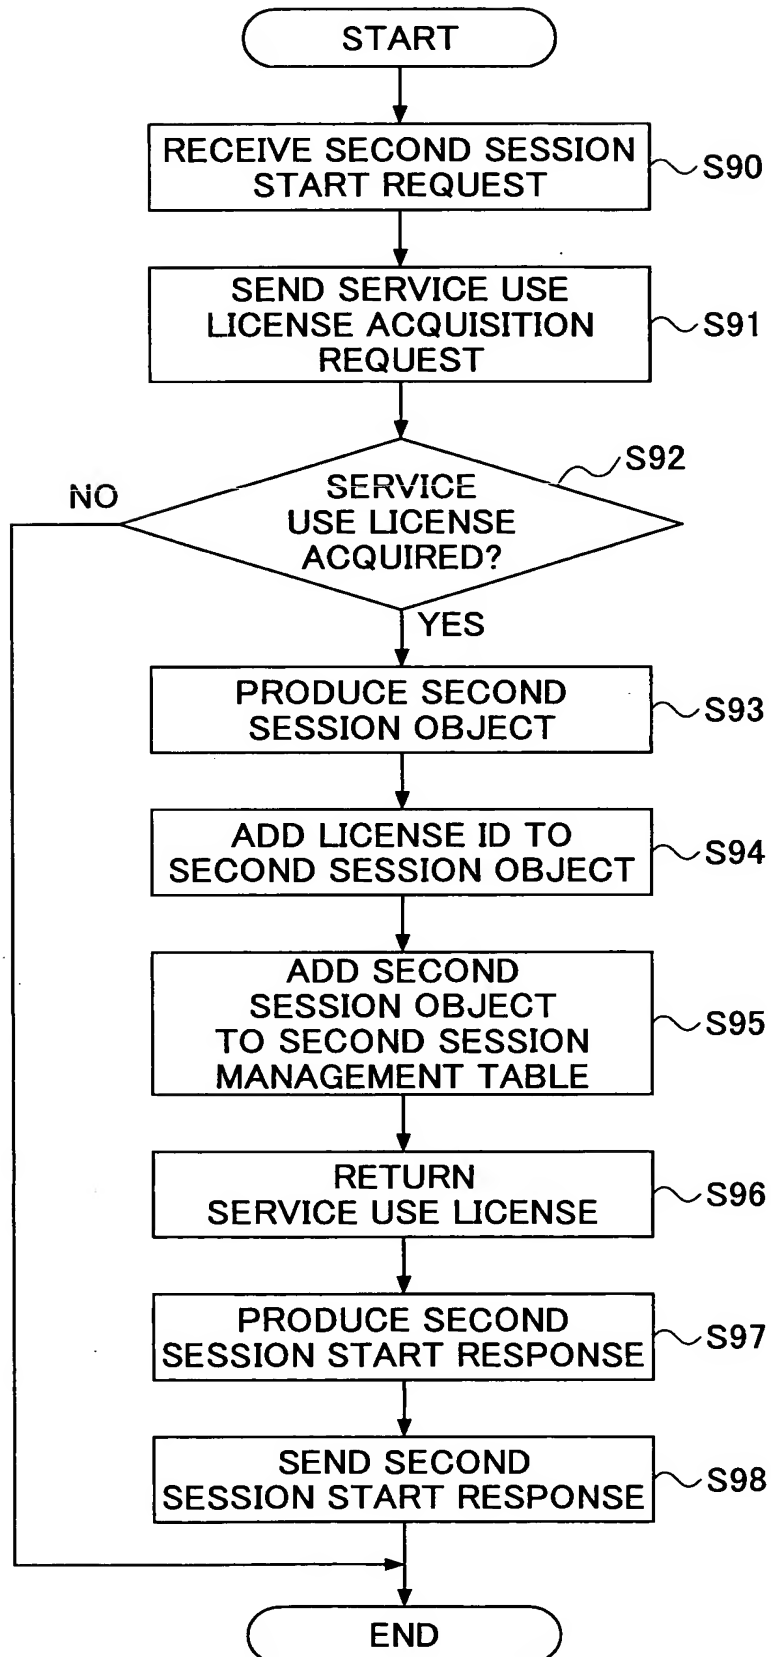 START
RECEIVE SECOND SESSION
START REQUEST
S90
SEND SERVICE USE
LICENSE ACQUISITION
REQUEST
S91
S92
NO
SERVICE
USE LICENSE
ACQUIRED?
YES
PRODUCE SECOND
SESSION OBJECT
S93
ADD LICENSE ID TO
SECOND SESSION OBJECT
S94
ADD SECOND
SESSION OBJECT
TO SECOND SESSION
MANAGEMENT TABLE
S95
RETURN
SERVICE USE LICENSE
S96
PRODUCE SECOND
SESSION START RESPONSE
S97
SEND SECOND
SESSION START RESPONSE
S98
END